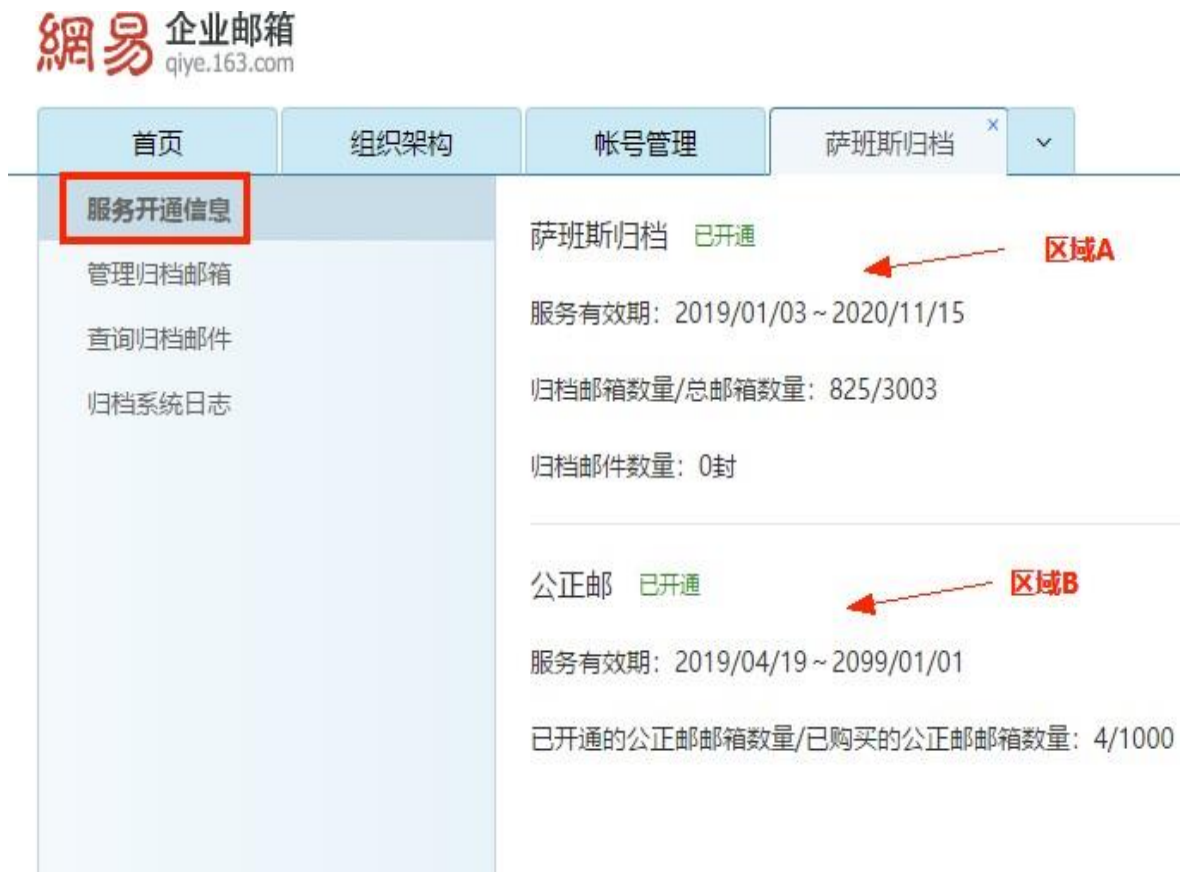 網易 企业邮箱
qiye.163.com
首页 组织架构 帐号管理 萨班斯归档 x
服务开通信息
管理归档邮箱
查询归档邮件
归档系统日志
萨班斯归档 已开通
区域A
服务有效期：2019/01/03 ~ 2020/11/15
归档邮箱数量/总邮箱数量：825/3003
归档邮件数量：0封
公正邮 已开通
区域B
服务有效期：2019/04/19 ~ 2099/01/01
已开通的公正邮邮箱数量/已购买的公正邮邮箱数量：4/1000